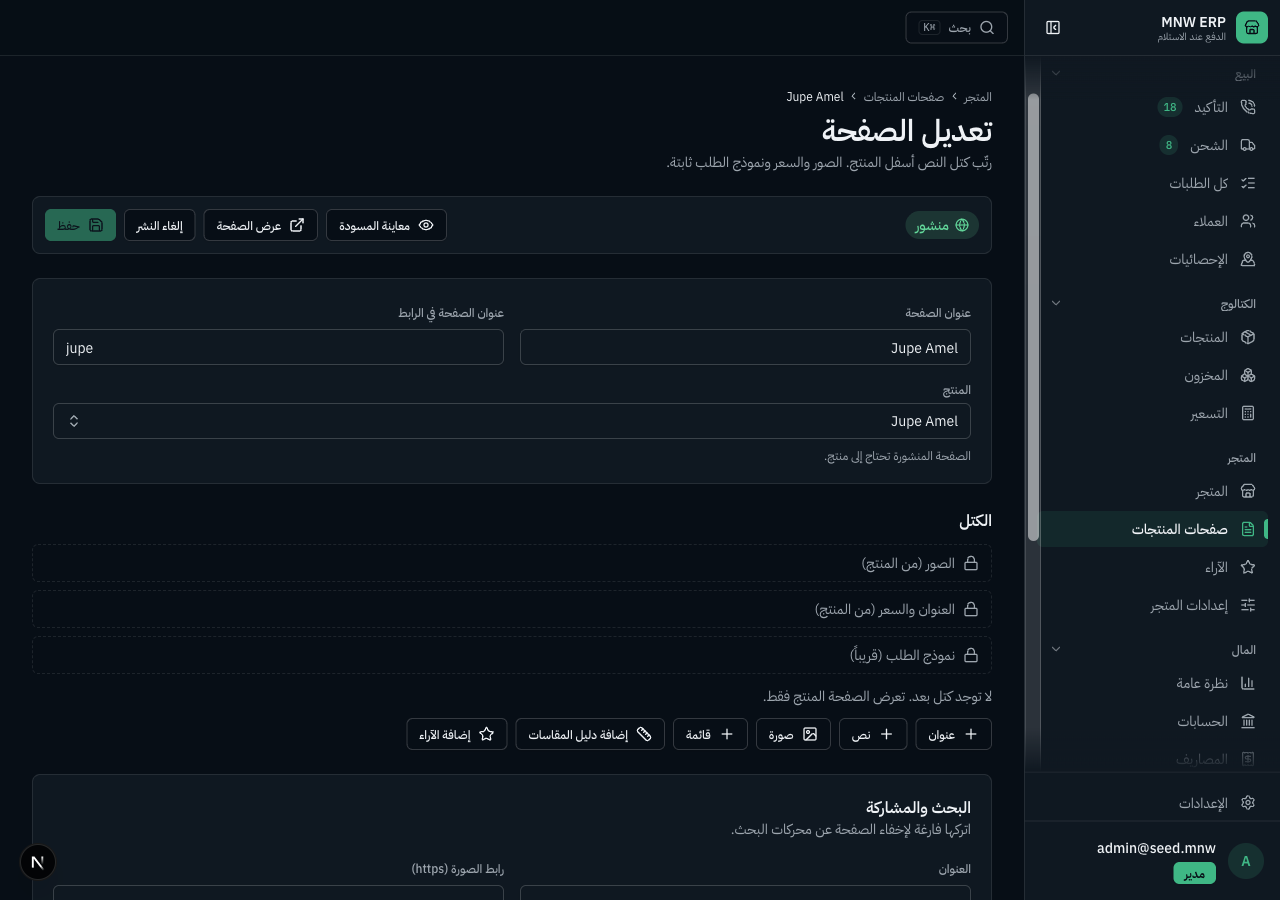 MNW ERP
الدفع عند الاستلام
بحث ⌘K
البيع
التأكيد 18
الشحن 8
كل الطلبات
العملاء
الإحصائيات
الكتالوج
المنتجات
المخزون
التسعير
المتجر
المتجر
صفحات المنتجات
الآراء
إعدادات المتجر
المال
نظرة عامة
الحسابات
المصاريف
الإعدادات
A
admin@seed.mnw
مدير
المتجر › صفحات المنتجات › Jupe Amel
تعديل الصفحة
رتّب كتل النص أسفل المنتج. الصور والسعر ونموذج الطلب ثابتة.
منشور
معاينة المسودة
عرض الصفحة
إلغاء النشر
حفظ
عنوان الصفحة
Jupe Amel
عنوان الصفحة في الرابط
jupe
المنتج
Jupe Amel
الصفحة المنشورة تحتاج إلى منتج.
الكتل
الصور (من المنتج)
العنوان والسعر (من المنتج)
نموذج الطلب (قريباً)
لا توجد كتل بعد. تعرض الصفحة المنتج فقط.
عنوان
نص
صورة
قائمة
إضافة دليل المقاسات
إضافة الآراء
البحث والمشاركة
اتركها فارغة لإخفاء الصفحة عن محركات البحث.
العنوان
رابط الصورة (https)
N